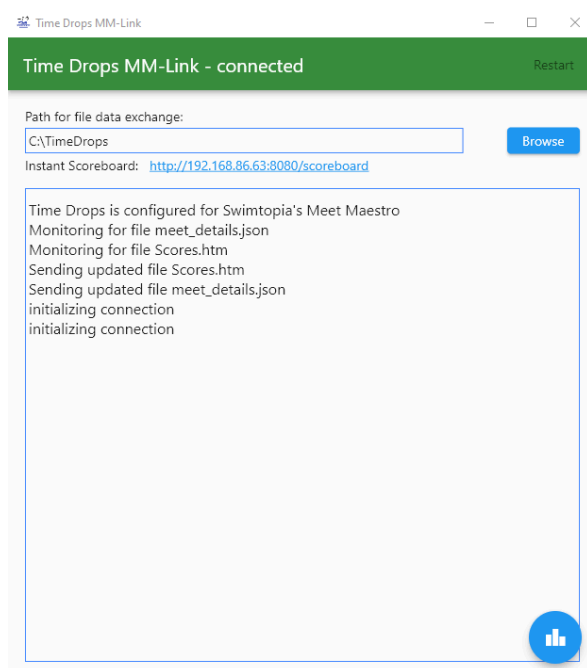 Time Drops MM-Link
Time Drops MM-Link - connected
Restart
Path for file data exchange:
C:\TimeDrops
Browse
Instant Scoreboard: http://192.168.86.63:8080/scoreboard
Time Drops is configured for Swimtopia's Meet Maestro
Monitoring for file meet_details.json
Monitoring for file Scores.htm
Sending updated file Scores.htm
Sending updated file meet_details.json
initializing connection
initializing connection